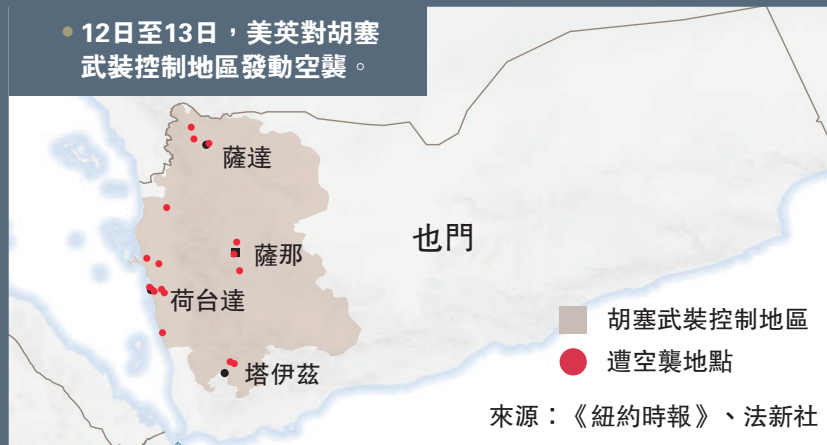 12日至13日，美英對胡塞
武裝控制地區發動空襲。
薩達
也門
薩那
荷台達
塔伊茲
胡塞武裝控制地區
遭空襲地點
來源：《紐約時報》、法新社